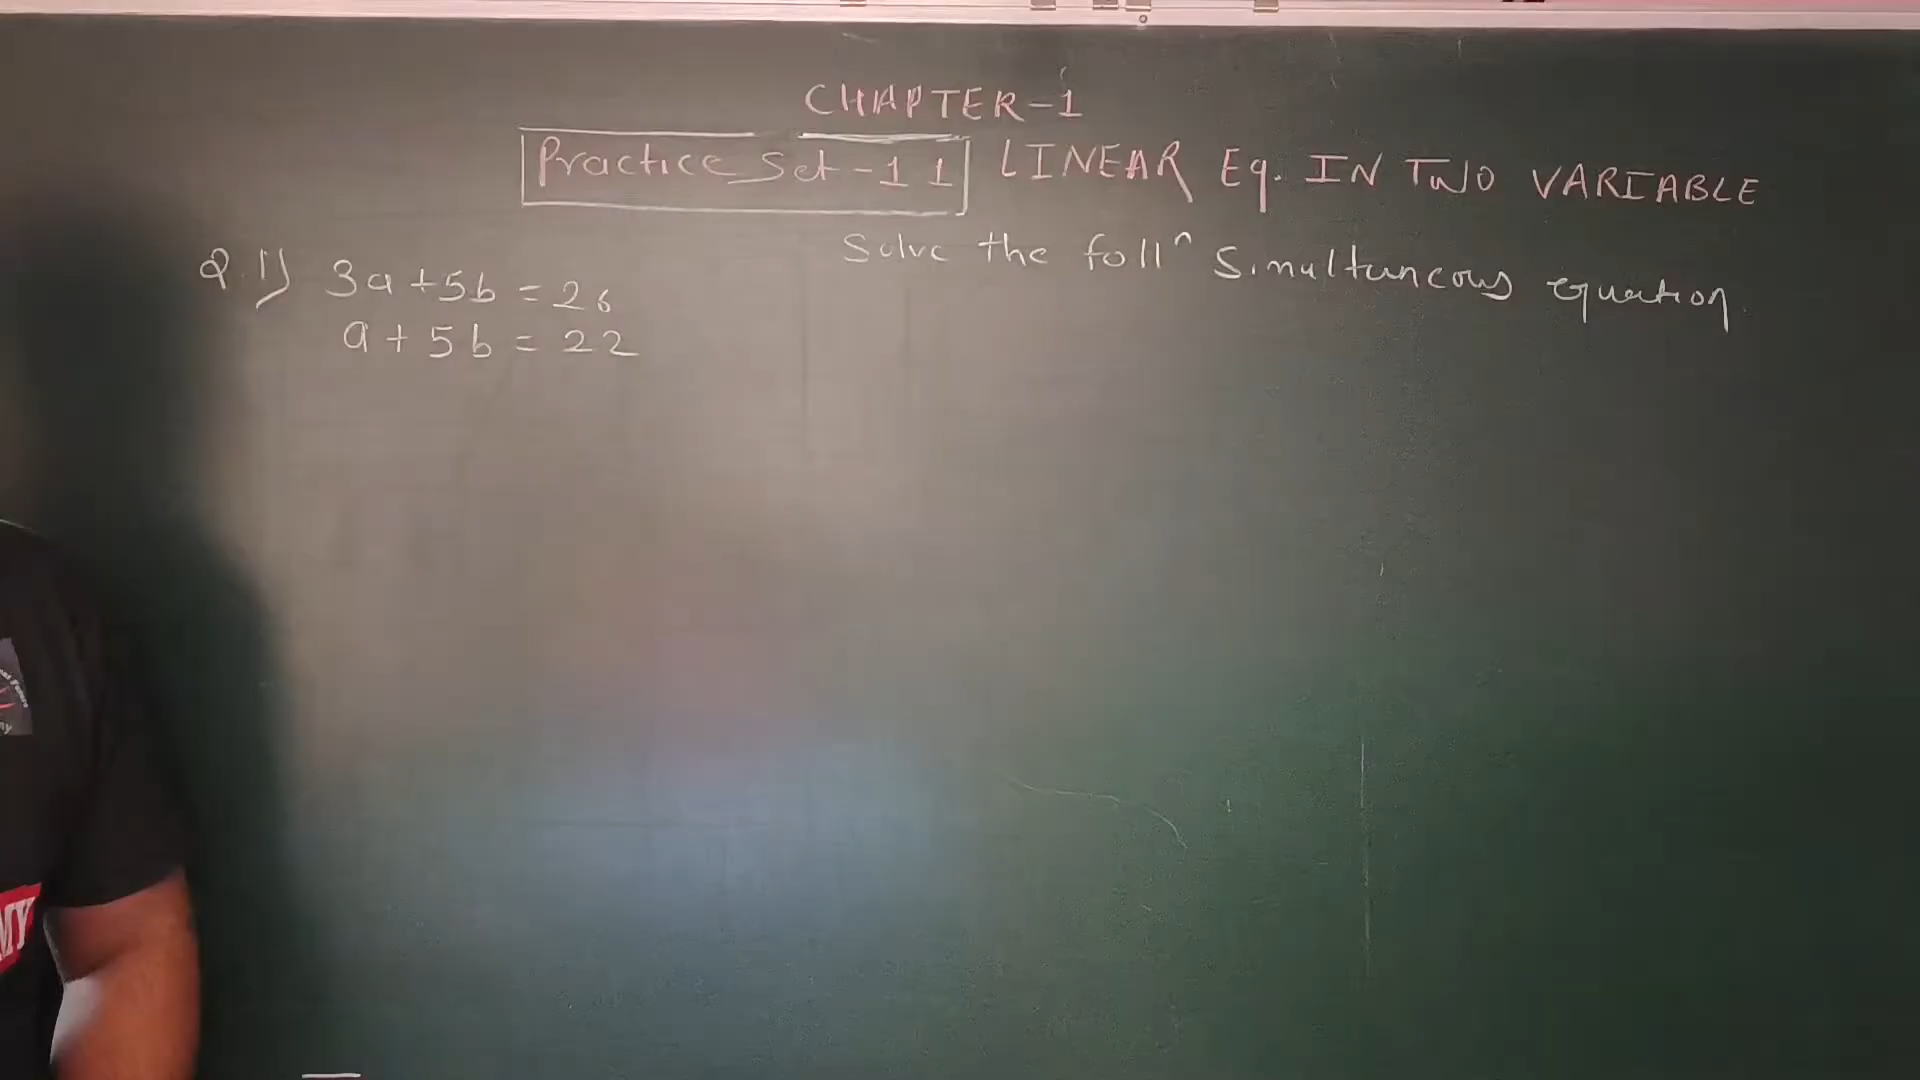 CHAPTER-1
Practice Set-1 1 LINEAR Eq. IN TWO VARIABLE
Solve the foll^n Simultaneous equation
Q.1) 3a+5b=26
a+5b=22
MY